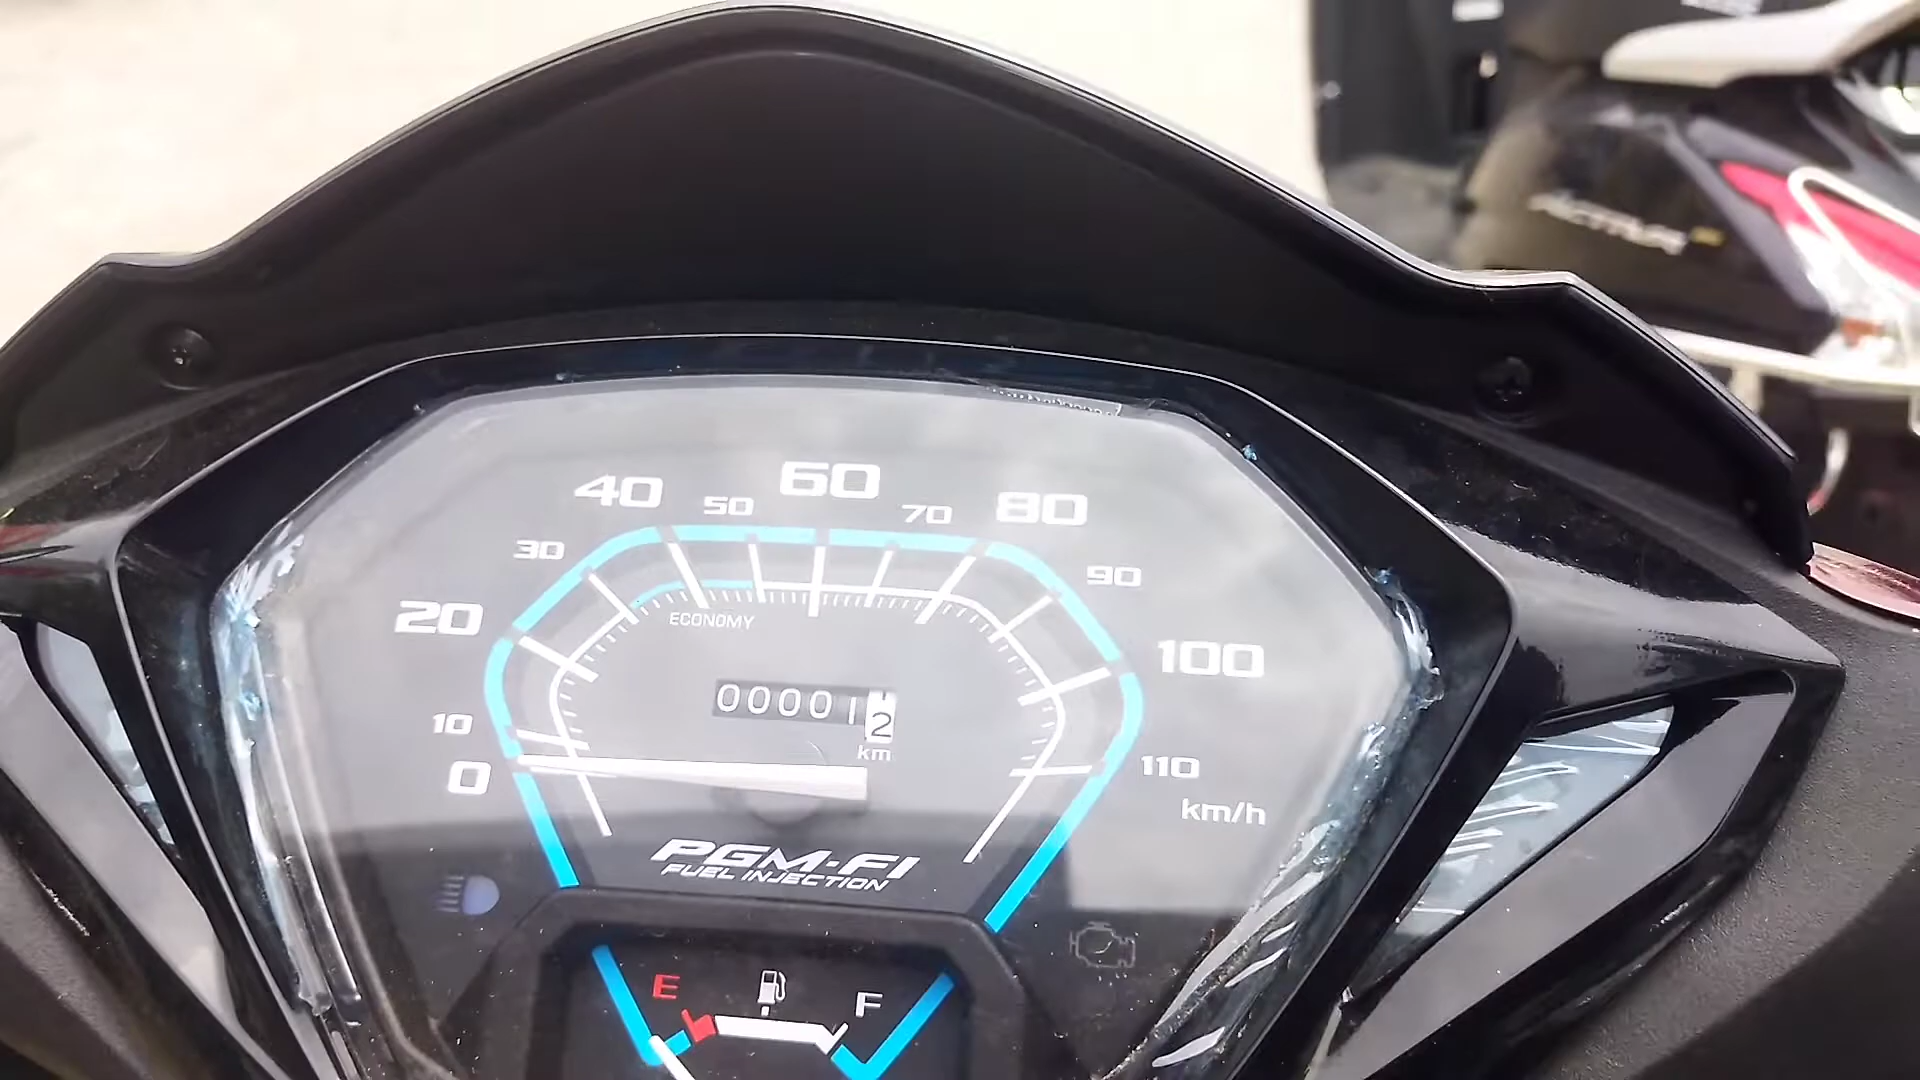 40 50 60 70 80
30 90
20 ECONOMY 100
000012
10 km 110
0 km/h
PGM-FI
FUEL INJECTION
E F
ACTIVA